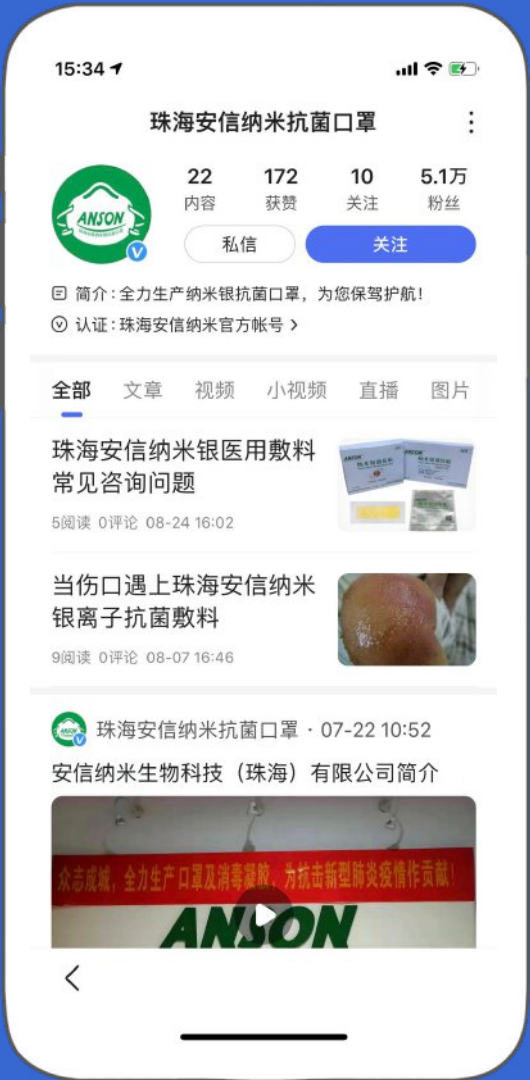 15:34
珠海安信纳米抗菌口罩
22
172
10
5.1万
内容
获赞
关注
粉丝
ANSON
私信
关注
简介:全力生产纳米银抗菌口罩，为您保驾护航!
认证:珠海安信纳米官方帐号
全部 文章 视频 小视频 直播 图片
珠海安信纳米银医用敷料
常见咨询问题
5阅读 0评论 08-24 16:02
当伤口遇上珠海安信纳米
银离子抗菌敷料
9阅读 0评论 08-07 16:46
珠海安信纳米抗菌口罩 · 07-22 10:52
安信纳米生物科技（珠海）有限公司简介
众志成城，全力生产口罩及消毒凝胶，为抗击新型肺炎疫情作贡献!
ANSON